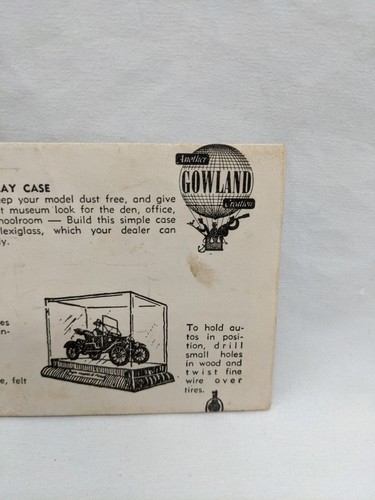 AY CASE
ep your model dust free, and give
t museum look for the den, office,
hoolroom — Build this simple case
lexiglass, which your dealer can
y.
Another
GOWLAND
Creation
es
n-
e, felt
To hold au-
tos in posi-
tion, drill
small holes
in wood and
twist fine
wire over
tires.